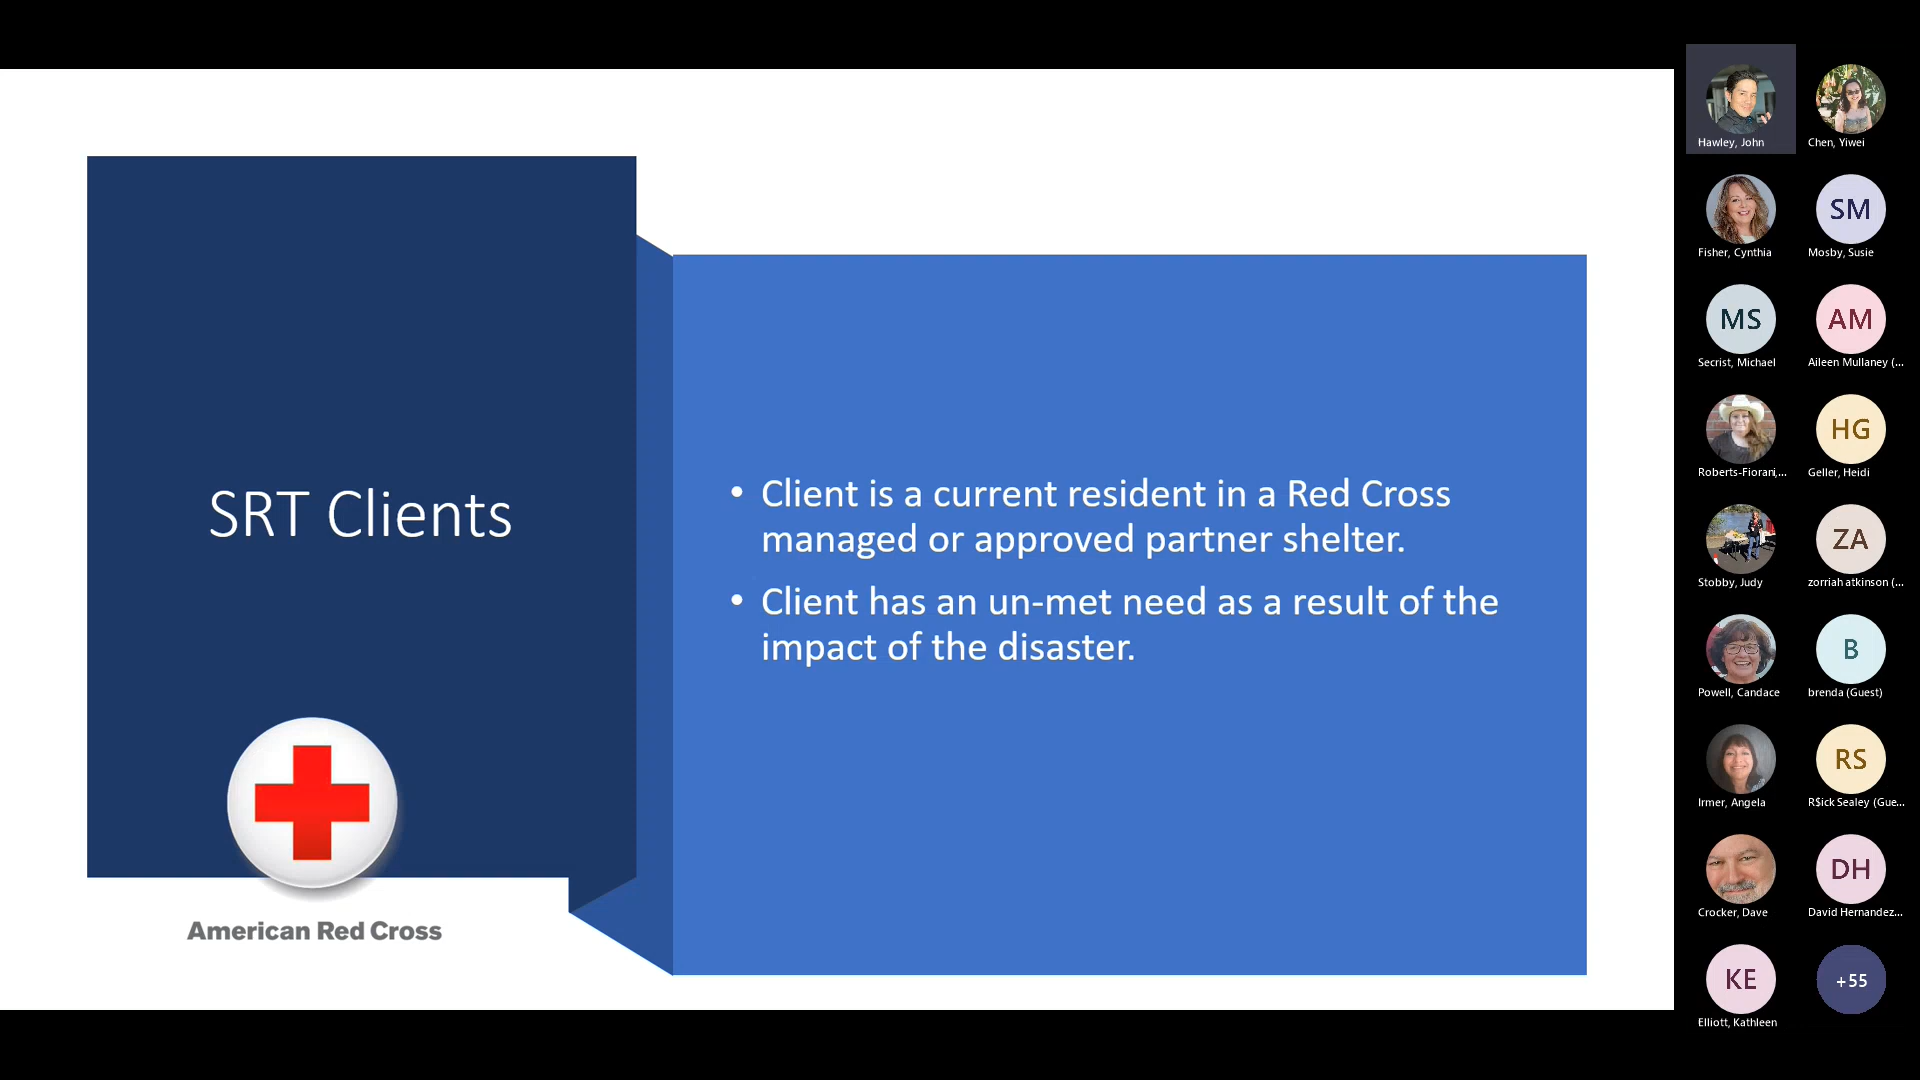 SRT Clients
• Client is a current resident in a Red Cross
managed or approved partner shelter.
• Client has an un-met need as a result of the
impact of the disaster.
American Red Cross
Hawley, John
Chen, Yiwei
Fisher, Cynthia
SM
Mosby, Susie
MS
Secrist, Michael
AM
Aileen Mullaney (...
Roberts-Fiorani,...
HG
Geller, Heidi
Stobby, Judy
ZA
zorriah atkinson (...
Powell, Candace
B
brenda (Guest)
Irmer, Angela
RS
R$ick Sealey (Gue...
Crocker, Dave
DH
David Hernandez...
KE
Elliott, Kathleen
+55